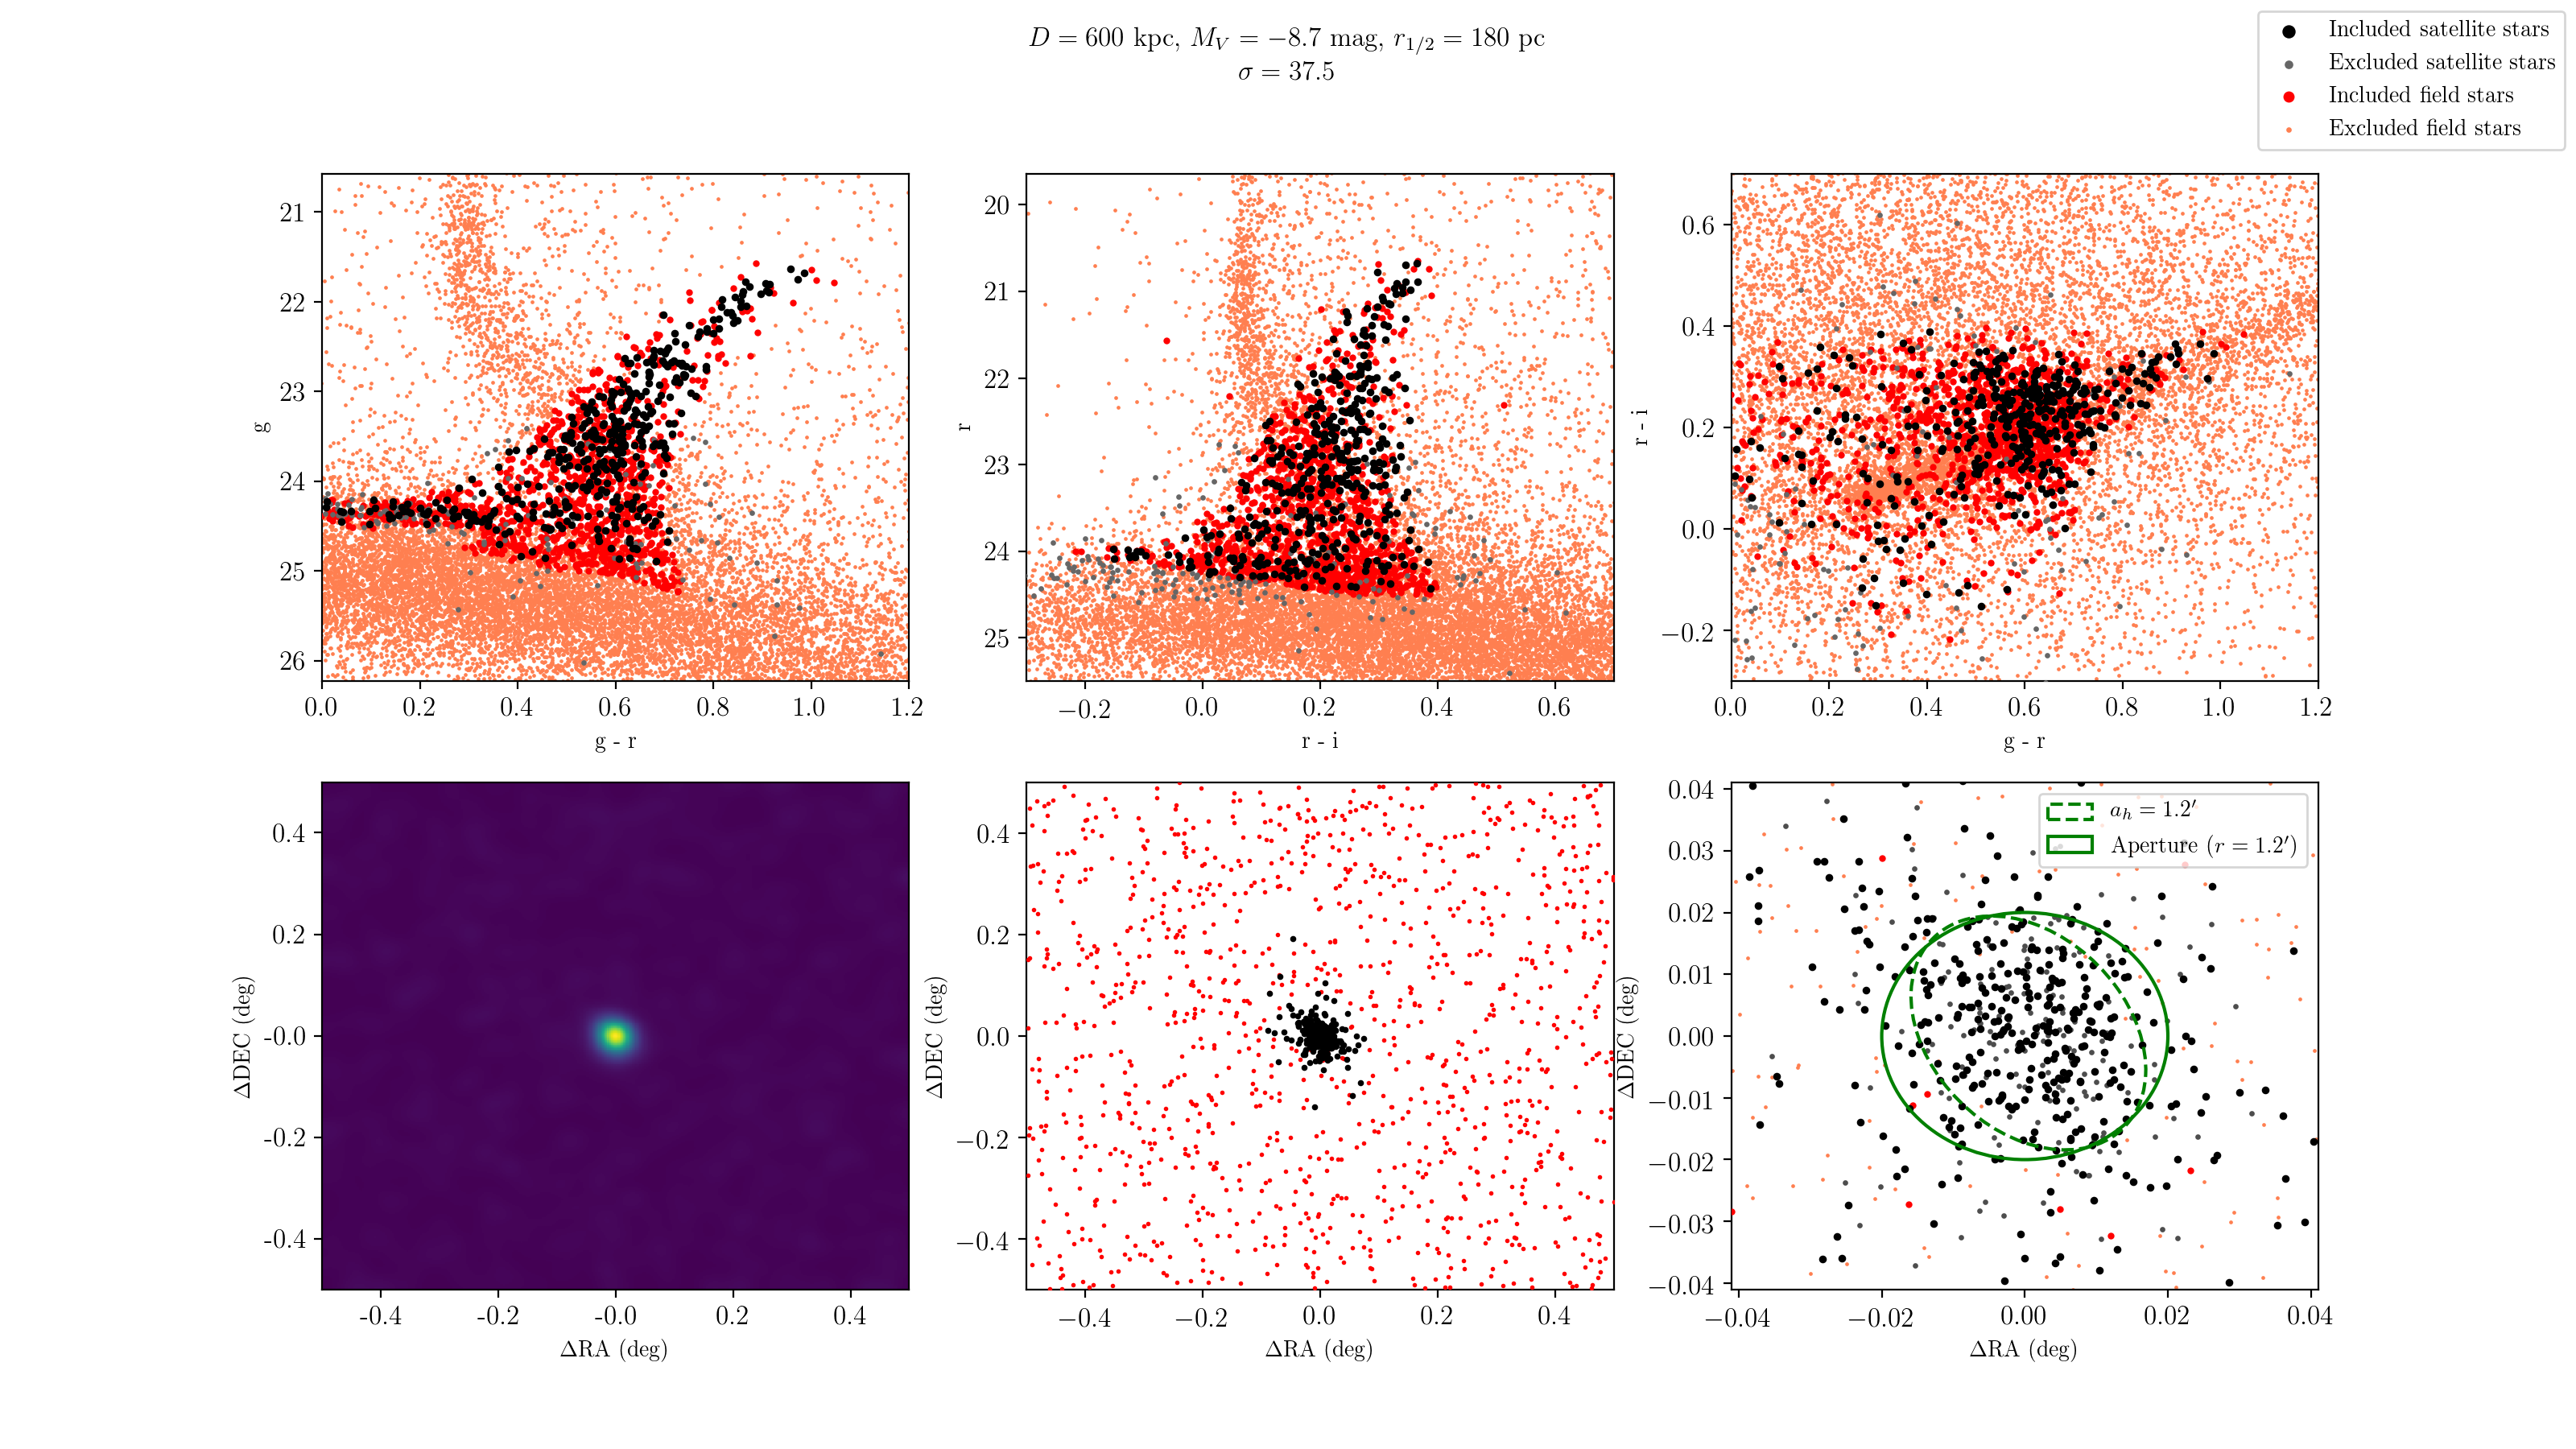 D = 600 kpc, M_V = −8.7 mag, r_{1/2} = 180 pc
σ = 37.5
Included satellite stars
Excluded satellite stars
Included field stars
Excluded field stars
21
22
23
24
25
26
g
0.0 0.2 0.4 0.6 0.8 1.0 1.2
g - r
20
21
22
23
24
25
r
−0.2 0.0 0.2 0.4 0.6
r - i
0.6
0.4
0.2
0.0
−0.2
r - i
0.0 0.2 0.4 0.6 0.8 1.0 1.2
g - r
0.4
0.2
-0.0
-0.2
-0.4
ΔDEC (deg)
-0.4 -0.2 -0.0 0.2 0.4
ΔRA (deg)
0.4
0.2
0.0
−0.2
−0.4
ΔDEC (deg)
−0.4 −0.2 0.0 0.2 0.4
ΔRA (deg)
a_h = 1.2′
Aperture (r = 1.2′)
0.04
0.03
0.02
0.01
0.00
−0.01
−0.02
−0.03
−0.04
ΔDEC (deg)
−0.04 −0.02 0.00 0.02 0.04
ΔRA (deg)